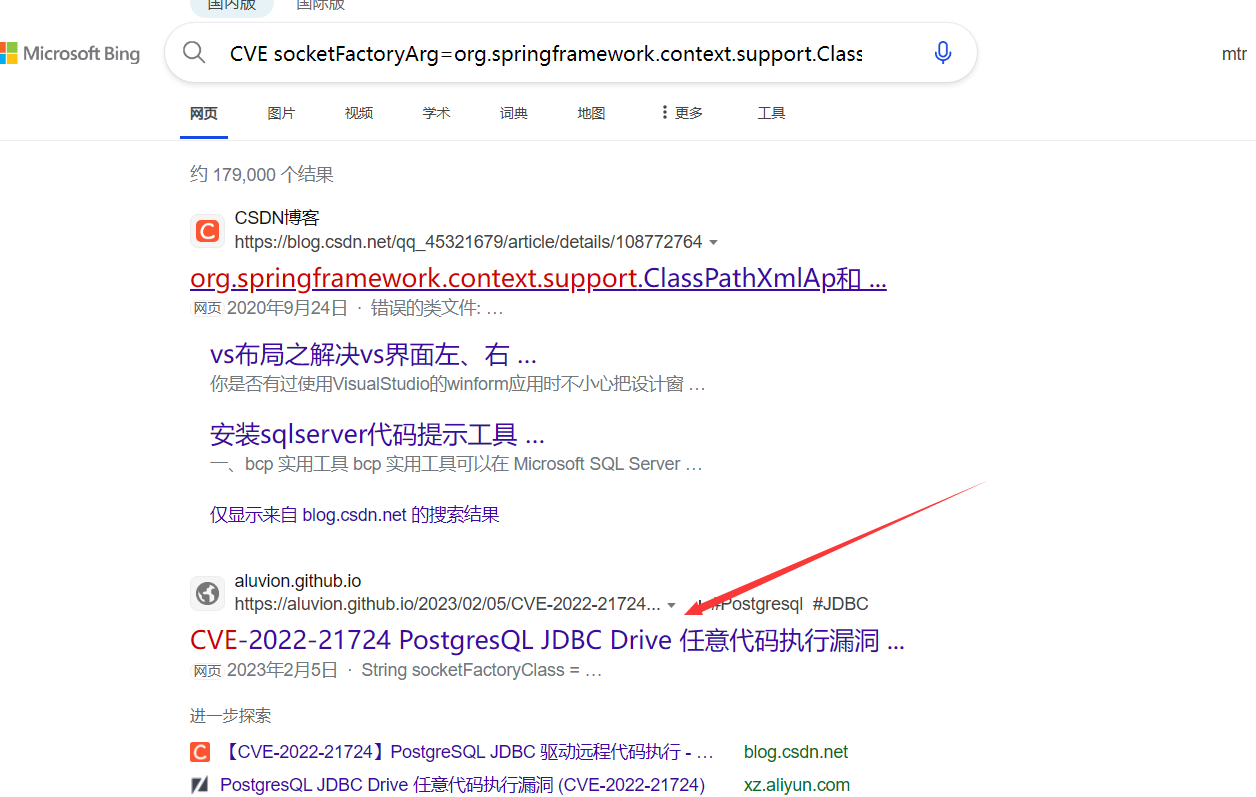 国内版 国际版
Microsoft Bing
CVE socketFactoryArg=org.springframework.context.support.Class
mtr
网页 图片 视频 学术 词典 地图 更多 工具
约 179,000 个结果
CSDN博客
https://blog.csdn.net/qq_45321679/article/details/108772764
org.springframework.context.support.ClassPathXmlAp和 ...
网页 2020年9月24日 · 错误的类文件: …
vs布局之解决vs界面左、右 ...
你是否有过使用VisualStudio的winform应用时不小心把设计窗 …
安装sqlserver代码提示工具 ...
一、bcp 实用工具 bcp 实用工具可以在 Microsoft SQL Server …
仅显示来自 blog.csdn.net 的搜索结果
aluvion.github.io
https://aluvion.github.io/2023/02/05/CVE-2022-21724... #Postgresql #JDBC
CVE-2022-21724 PostgresQL JDBC Drive 任意代码执行漏洞 ...
网页 2023年2月5日 · String socketFactoryClass = …
进一步探索
【CVE-2022-21724】PostgreSQL JDBC 驱动远程代码执行 - … blog.csdn.net
PostgresQL JDBC Drive 任意代码执行漏洞 (CVE-2022-21724) xz.aliyun.com